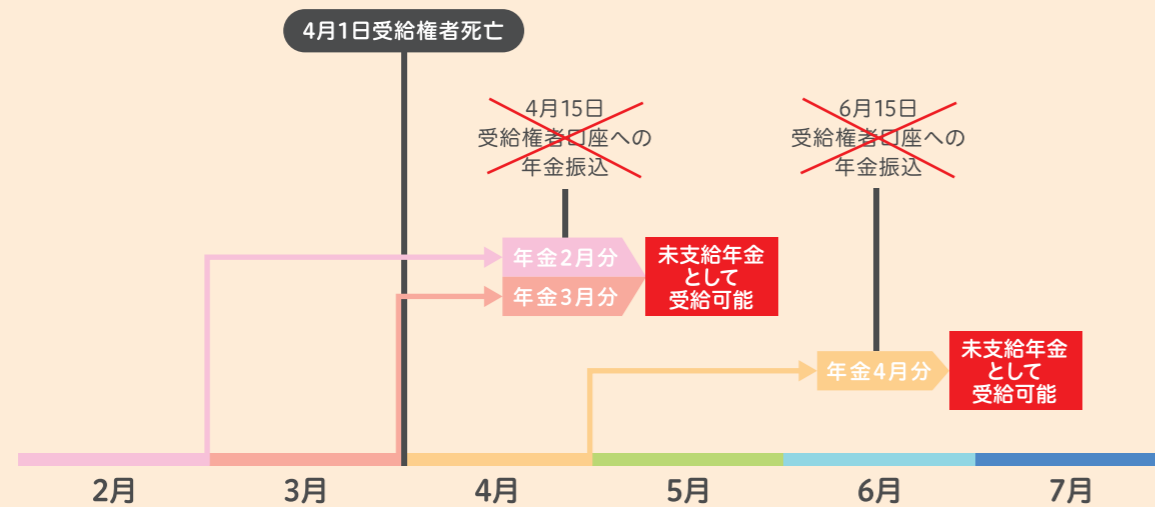 4月1日受給権者死亡
4月15日
受給権者口座への
年金振込
6月15日
受給権者口座への
年金振込
年金2月分
年金3月分
未支給年金
として
受給可能
年金4月分
未支給年金
として
受給可能
2月
3月
4月
5月
6月
7月